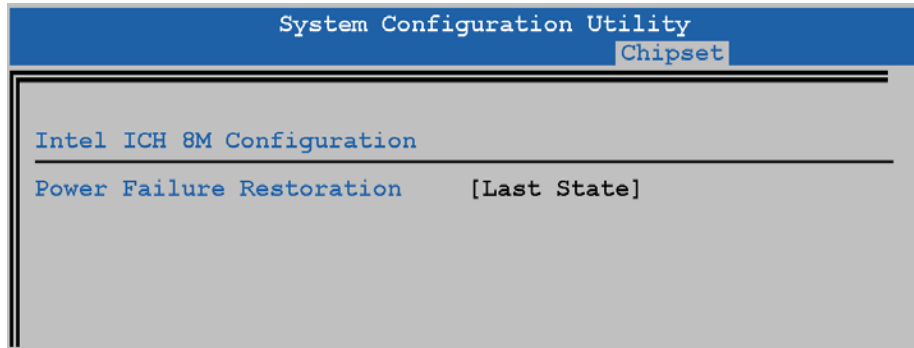 System Configuration Utility
Chipset
Intel ICH 8M Configuration
Power Failure Restoration [Last State]